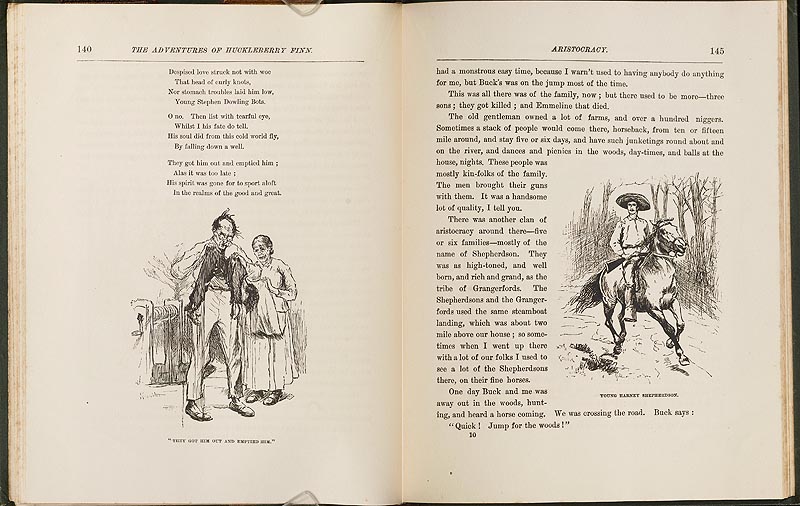 140
THE ADVENTURES OF HUCKLEBERRY FINN.
Despised love struck not with woe
That head of curly knots,
Nor stomach troubles laid him low,
Young Stephen Dowling Bots.
O no. Then list with tearful eye,
Whilst I his fate do tell.
His soul did from this cold world fly,
By falling down a well.
They got him out and emptied him ;
Alas it was too late ;
His spirit was gone for to sport aloft
In the realms of the good and great.
"THEY GOT HIM OUT AND EMPTIED HIM."
ARISTOCRACY.
145
had a monstrous easy time, because I warn't used to having anybody do anything
for me, but Buck's was on the jump most of the time.
This was all there was of the family, now ; but there used to be more—three
sons ; they got killed ; and Emmeline that died.
The old gentleman owned a lot of farms, and over a hundred niggers.
Sometimes a stack of people would come there, horseback, from ten or fifteen
mile around, and stay five or six days, and have such junketings round about and
on the river, and dances and picnics in the woods, day-times, and balls at the
house, nights. These people was
mostly kin-folks of the family.
The men brought their guns
with them. It was a handsome
lot of quality, I tell you.
There was another clan of
aristocracy around there—five
or six families—mostly of the
name of Shepherdson. They
was as high-toned, and well
born, and rich and grand, as the
tribe of Grangerfords. The
Shepherdsons and the Granger-
fords used the same steamboat
landing, which was about two
mile above our house ; so some-
times when I went up there
with a lot of our folks I used to
see a lot of the Shepherdsons
there, on their fine horses.
One day Buck and me was
away out in the woods, hunt-
ing, and heard a horse coming. We was crossing the road. Buck says :
"Quick ! Jump for the woods !"
YOUNG HARNEY SHEPHERDSON.
10